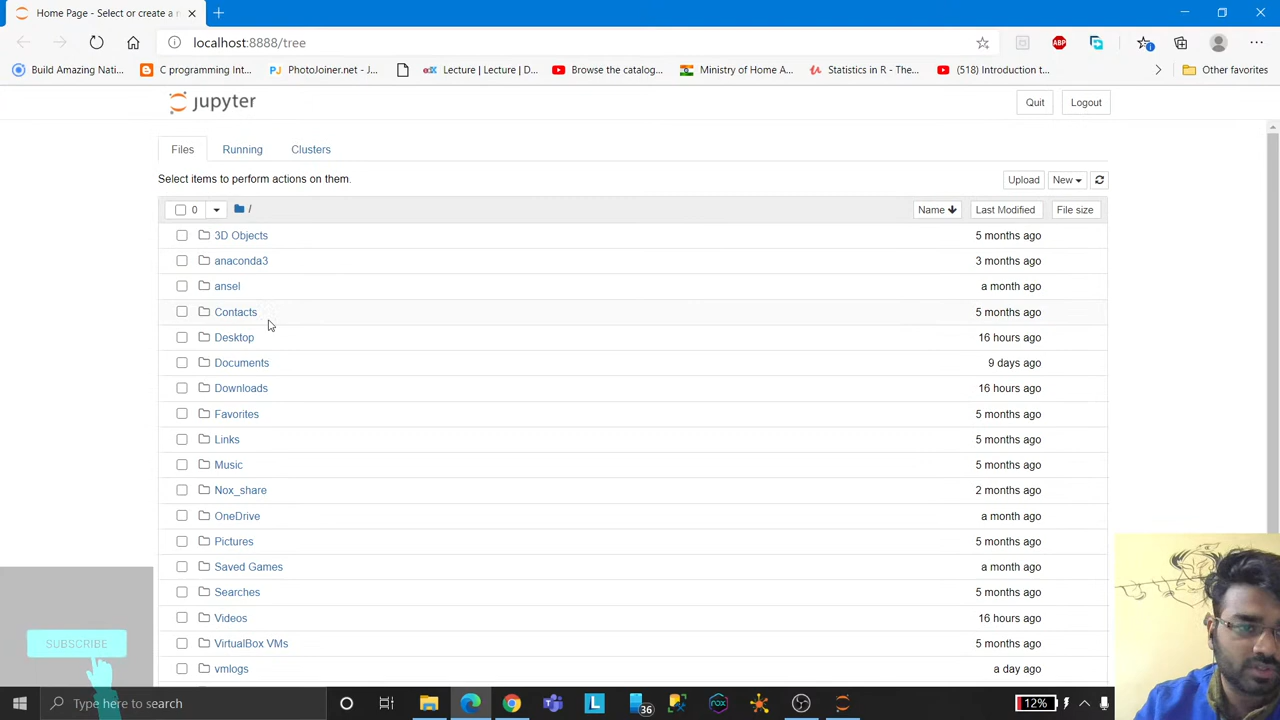 Home Page - Select or create a n
localhost:8888/tree
ABP
Build Amazing Nati...
C programming Int...
PhotoJoiner.net - J...
Lecture | Lecture | D...
Browse the catalog...
Ministry of Home A...
Statistics in R - The...
(518) Introduction t...
Other favorites
jupyter
Quit
Logout
Files
Running
Clusters
Select items to perform actions on them.
Upload
New
0
/
Name
Last Modified
File size
3D Objects 5 months ago
anaconda3 3 months ago
ansel a month ago
Contacts 5 months ago
Desktop 16 hours ago
Documents 9 days ago
Downloads 16 hours ago
Favorites 5 months ago
Links 5 months ago
Music 5 months ago
Nox_share 2 months ago
OneDrive a month ago
Pictures 5 months ago
Saved Games a month ago
Searches 5 months ago
Videos 16 hours ago
VirtualBox VMs 5 months ago
vmlogs a day ago
SUBSCRIBE
Type here to search
L
36
nox
12%